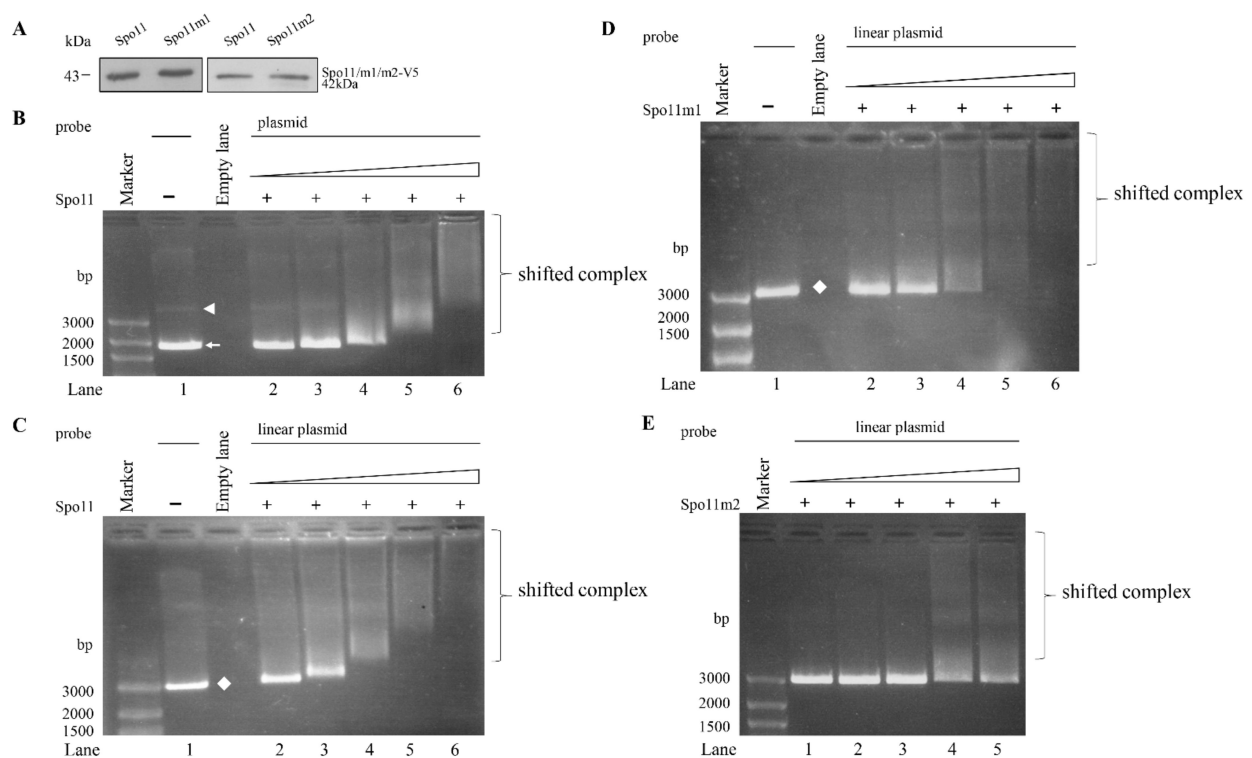 A
kDa
Spo11
Spo11m1
Spo11
Spo11m2
43
Spo11/m1/m2-V5
42kDa
B
probe
plasmid
Marker
Empty lane
Spo11
− + + + + +
bp
3000
2000
1500
shifted complex
Lane 1 2 3 4 5 6
C
probe
linear plasmid
Marker
Empty lane
Spo11
− + + + + +
bp
3000
2000
1500
shifted complex
Lane 1 2 3 4 5 6
D
probe
linear plasmid
Marker
Empty lane
Spo11m1
− + + + + +
bp
3000
2000
1500
shifted complex
Lane 1 2 3 4 5 6
E
probe
linear plasmid
Marker
Spo11m2
+ + + + +
bp
3000
2000
1500
shifted complex
Lane 1 2 3 4 5